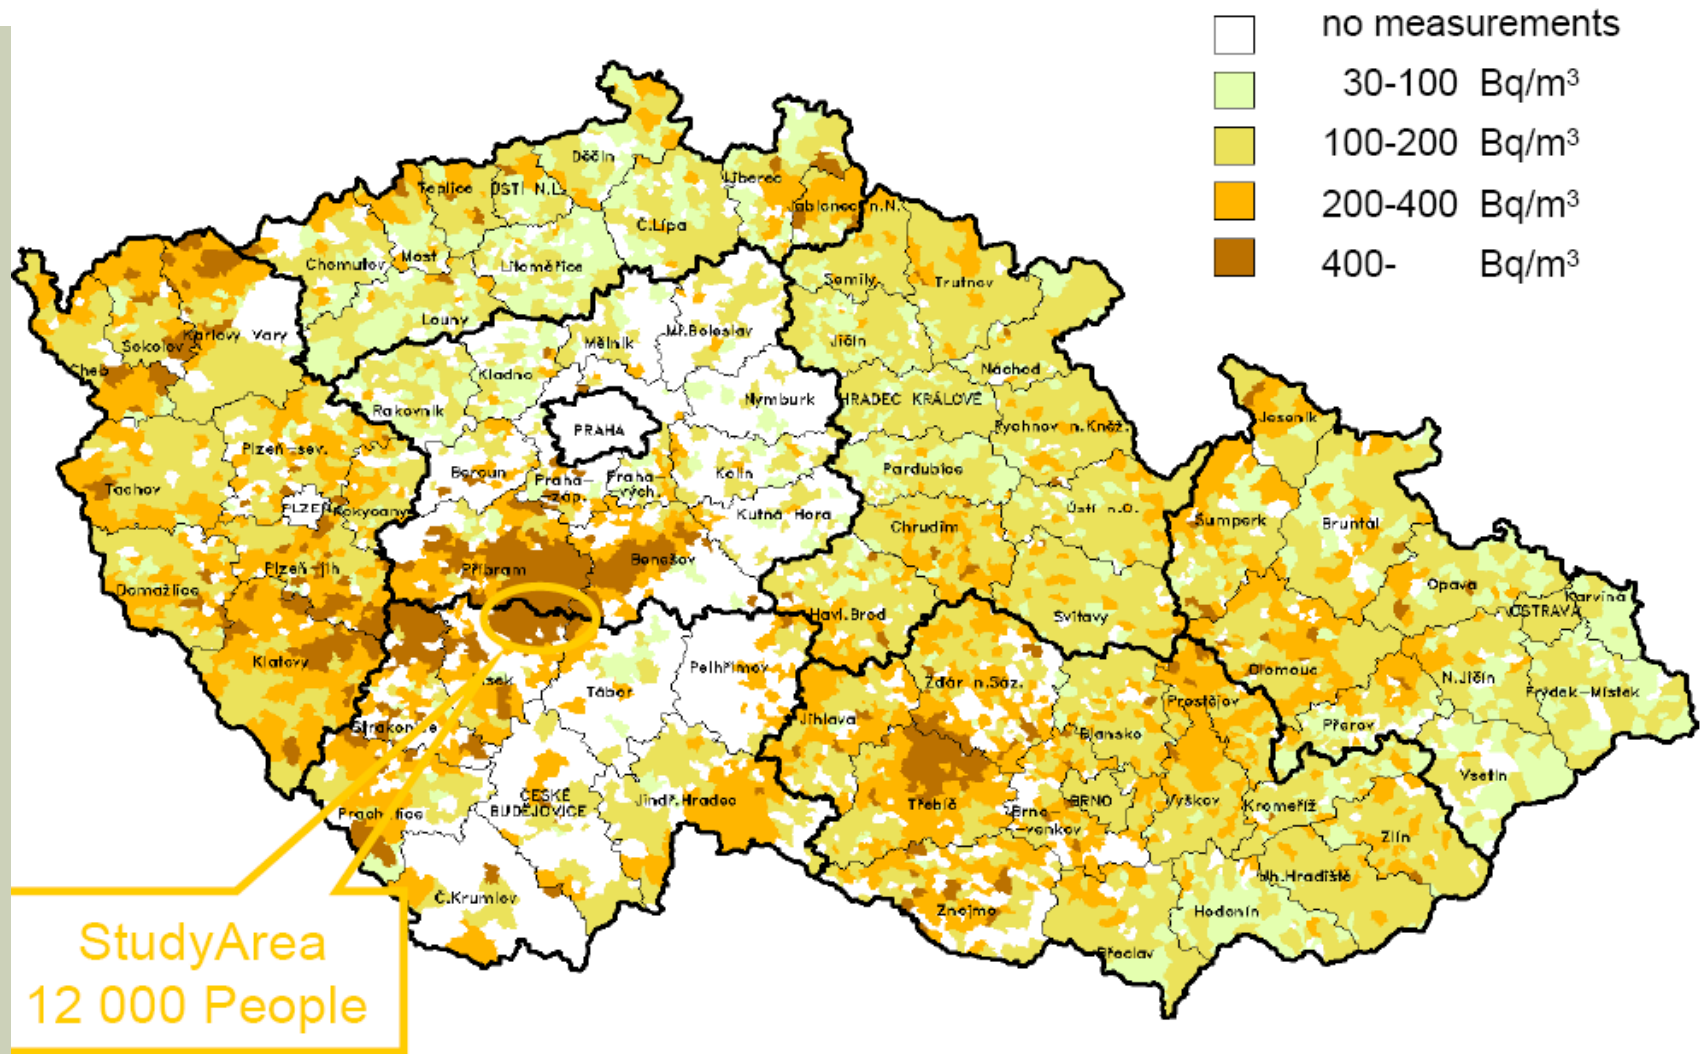 no measurements
30-100 Bq/m³
100-200 Bq/m³
200-400 Bq/m³
400- Bq/m³
Děčín
Liberec
Teplice
ÚSTÍ N.L.
Jablonec n.N.
Č.Lípa
Chomutov
Most
Litoměřice
Semily
Trutnov
Louny
Karlovy Vary
Sokolov
Cheb
Mělník
Ml.Boleslav
Jičín
Náchod
Kladno
Rakovník
Nymburk
HRADEC KRÁLOVÉ
Rychnov n.Kněž.
Jeseník
PRAHA
Plzeň-sev.
Beroun
Praha-
-záp.
Praha-
-vých.
Kolín
Pardubice
Tachov
PLZEŇ
Rokycany
Kutná Hora
Chrudim
Ústí n.O.
Šumperk
Bruntál
Plzeň-jih
Příbram
Benešov
Domažlice
Havl.Brod
Svitavy
Opava
Karviná
OSTRAVA
Klatovy
.sek
Tábor
Pelhřimov
Žďár n.Sáz.
Olomouc
N.Jičín
Frýdek-Místek
Strakonice
Jihlava
Prostějov
Přerov
Blansko
Vsetín
Prach.tice
ČESKÉ
BUDĚJOVICE
Jindř.Hradec
Třebíč
Brno-
-venkov
BRNO
Vyškov
Kroměříž
Zlín
Č.Krumlov
Znojmo
Hodonín
Uh.Hradiště
Břeclav
StudyArea
12 000 People